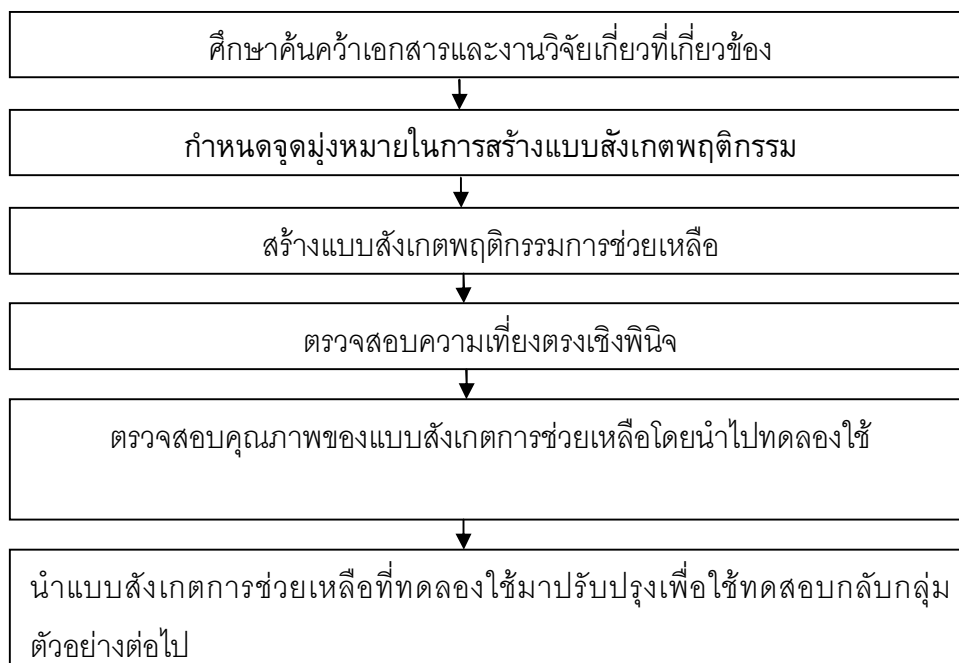 ศึกษาค้นคว้าเอกสารและงานวิจัยเกี่ยวที่เกี่ยวข้อง
กำหนดจุดมุ่งหมายในการสร้างแบบสังเกตพฤติกรรม
สร้างแบบสังเกตพฤติกรรมการช่วยเหลือ
ตรวจสอบความเที่ยงตรงเชิงพินิจ
ตรวจสอบคุณภาพของแบบสังเกตการช่วยเหลือโดยนำไปทดลองใช้
นำแบบสังเกตการช่วยเหลือที่ทดลองใช้มาปรับปรุงเพื่อใช้ทดสอบกลับกลุ่ม
ตัวอย่างต่อไป